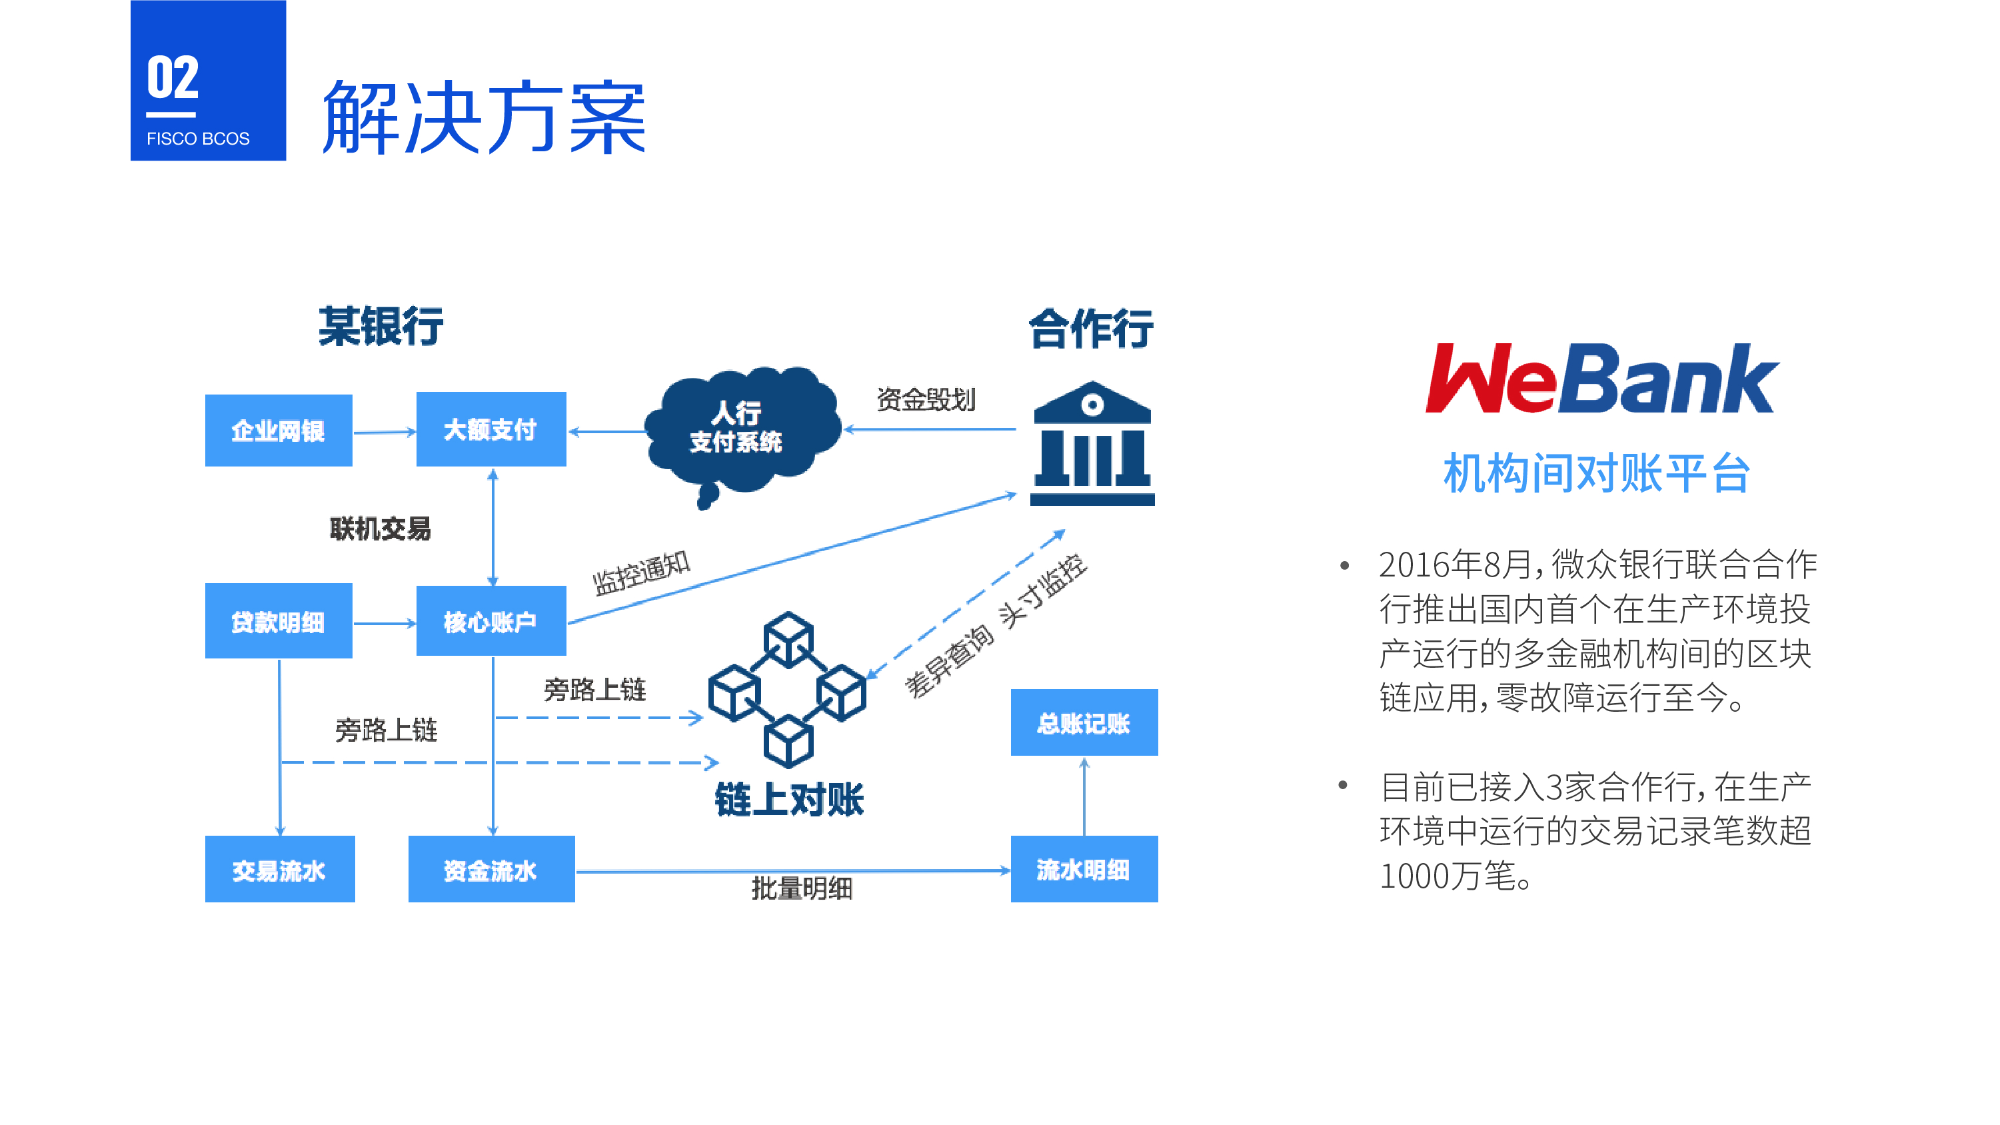 02
FISCO BCOS
解决方案
某银行
合作行
企业网银
大额支付
人行
支付系统
资金毁划
联机交易
监控通知
贷款明细
核心账户
差异查询 头寸监控
旁路上链
旁路上链
链上对账
总账记账
交易流水
资金流水
批量明细
流水明细
WeBank
机构间对账平台
• 2016年8月，微众银行联合合作
行推出国内首个在生产环境投
产运行的多金融机构间的区块
链应用，零故障运行至今。
• 目前已接入3家合作行，在生产
环境中运行的交易记录笔数超
1000万笔。